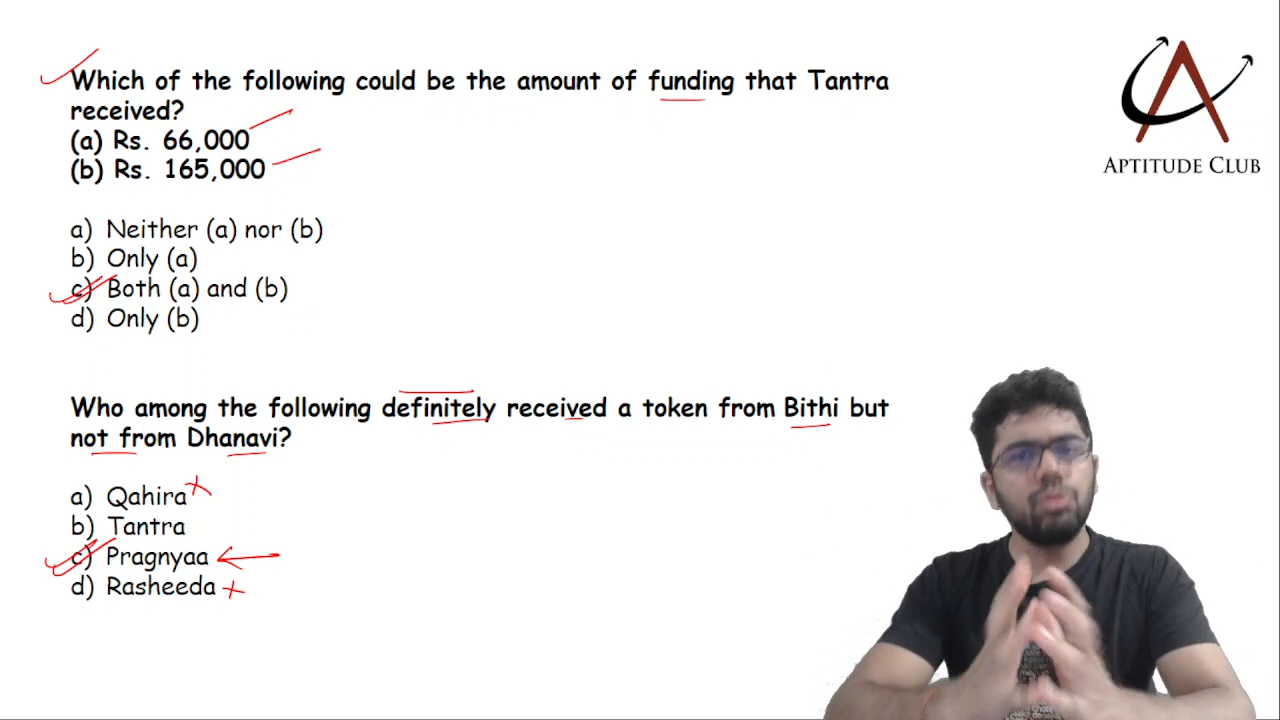 Which of the following could be the amount of funding that Tantra
received?
(a) Rs. 66,000
(b) Rs. 165,000
a) Neither (a) nor (b)
b) Only (a)
c) Both (a) and (b)
d) Only (b)
Who among the following definitely received a token from Bithi but
not from Dhanavi?
a) Qahira
b) Tantra
c) Pragnyaa
d) Rasheeda
APTITUDE CLUB